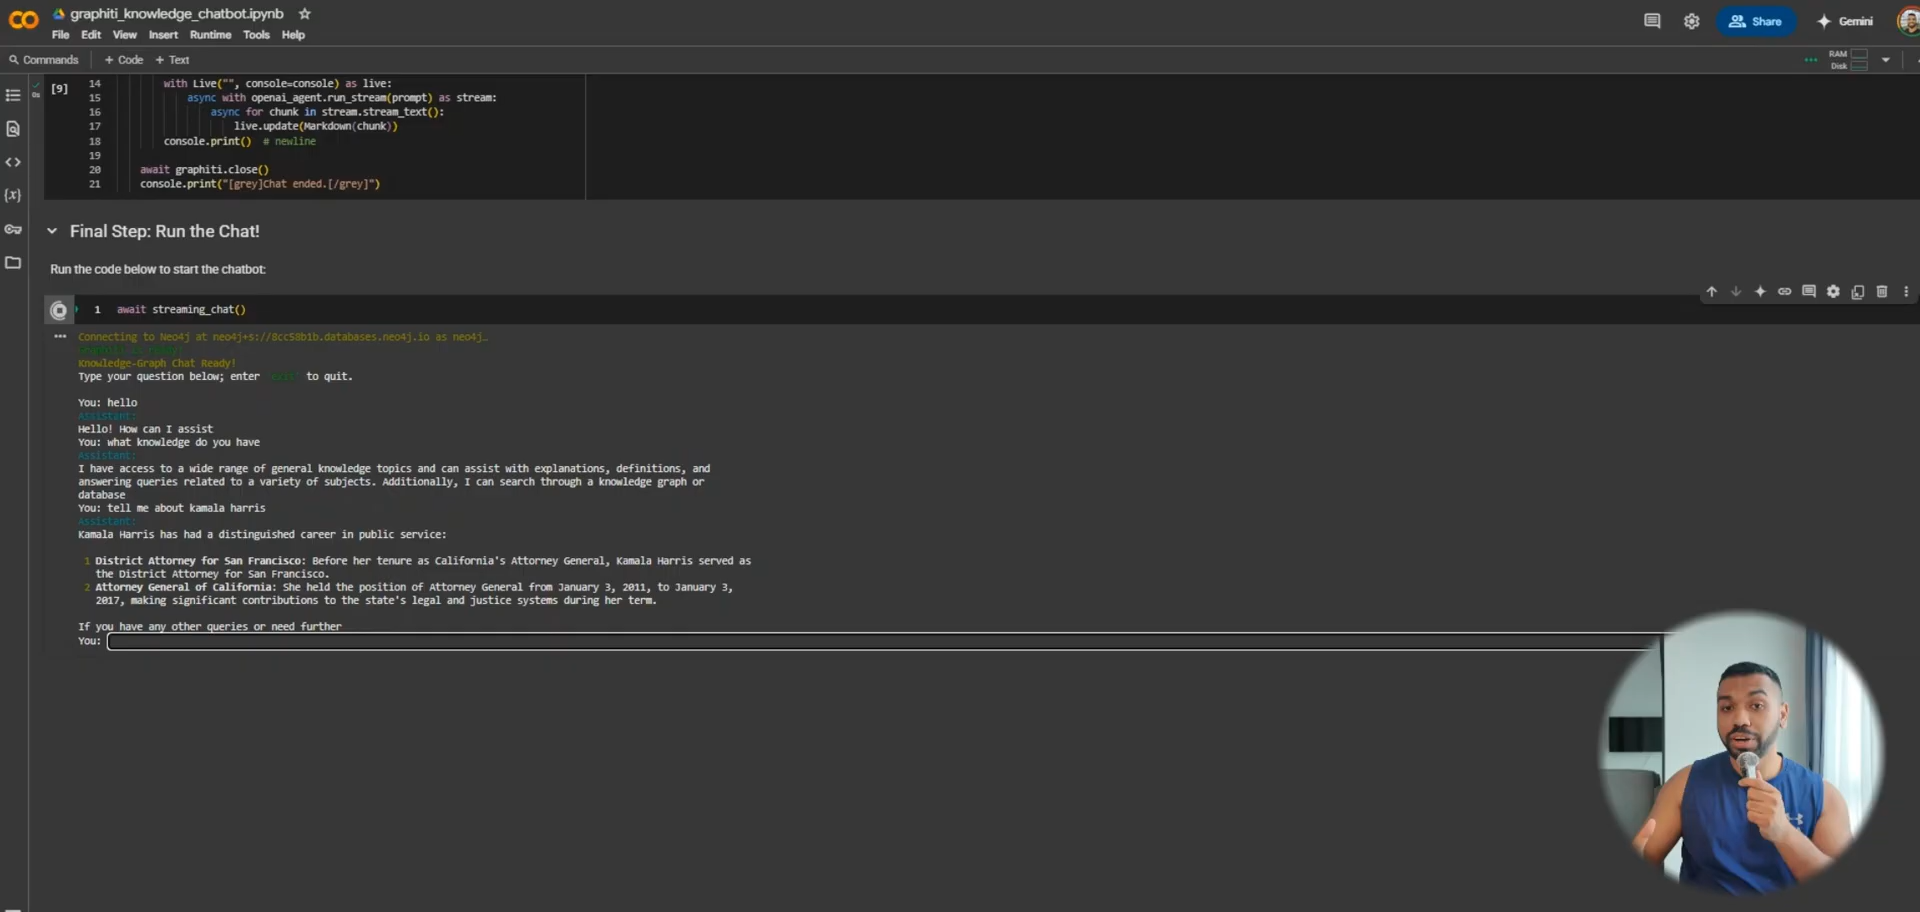 graphiti_knowledge_chatbot.ipynb
File Edit View Insert Runtime Tools Help
Share
Gemini
Commands + Code + Text
RAM
Disk
[9]
0s
14 with Live("", console=console) as live:
15 async with openai_agent.run_stream(prompt) as stream:
16 async for chunk in stream.stream_text():
17 live.update(Markdown(chunk))
18 console.print() # newline
19
20 await graphiti.close()
21 console.print("[grey]Chat ended.[/grey]")
Final Step: Run the Chat!
Run the code below to start the chatbot:
1 await streaming_chat()
Connecting to Neo4j at neo4j+s://8cc58b1b.databases.neo4j.io as neo4j…
Knowledge-Graph Chat Ready!
Type your question below; enter to quit.
You: hello
Assistant:
Hello! How can I assist
You: what knowledge do you have
Assistant:
I have access to a wide range of general knowledge topics and can assist with explanations, definitions, and
answering queries related to a variety of subjects. Additionally, I can search through a knowledge graph or
database
You: tell me about kamala harris
Assistant:
Kamala Harris has had a distinguished career in public service:
1 District Attorney for San Francisco: Before her tenure as California's Attorney General, Kamala Harris served as
the District Attorney for San Francisco.
2 Attorney General of California: She held the position of Attorney General from January 3, 2011, to January 3,
2017, making significant contributions to the state's legal and justice systems during her term.
If you have any other queries or need further
You: